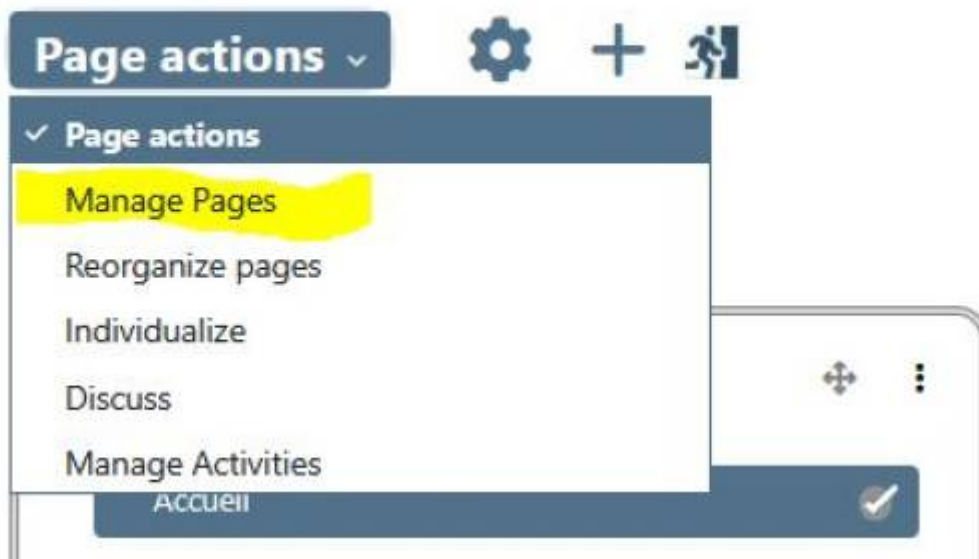 Page actions
Page actions
Manage Pages
Reorganize pages
Individualize
Discuss
Manage Activities
Accueil